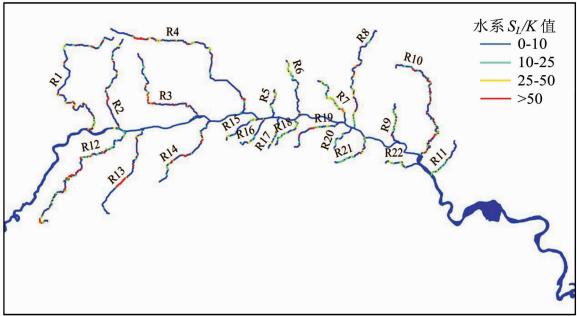 水系 SL/K 值
0-10
10-25
25-50
>50
R1
R2
R3
R4
R5
R6
R7
R8
R9
R10
R11
R12
R13
R14
R15
R16
R17
R18
R19
R20
R21
R22